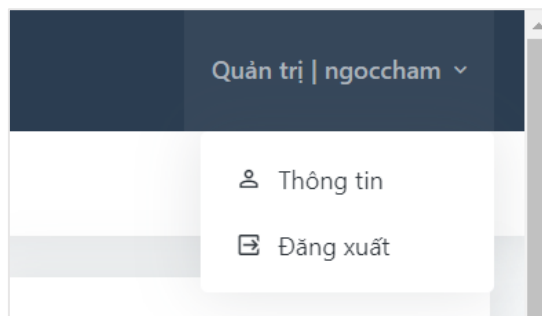 Quản trị | ngoccham
Thông tin
Đăng xuất